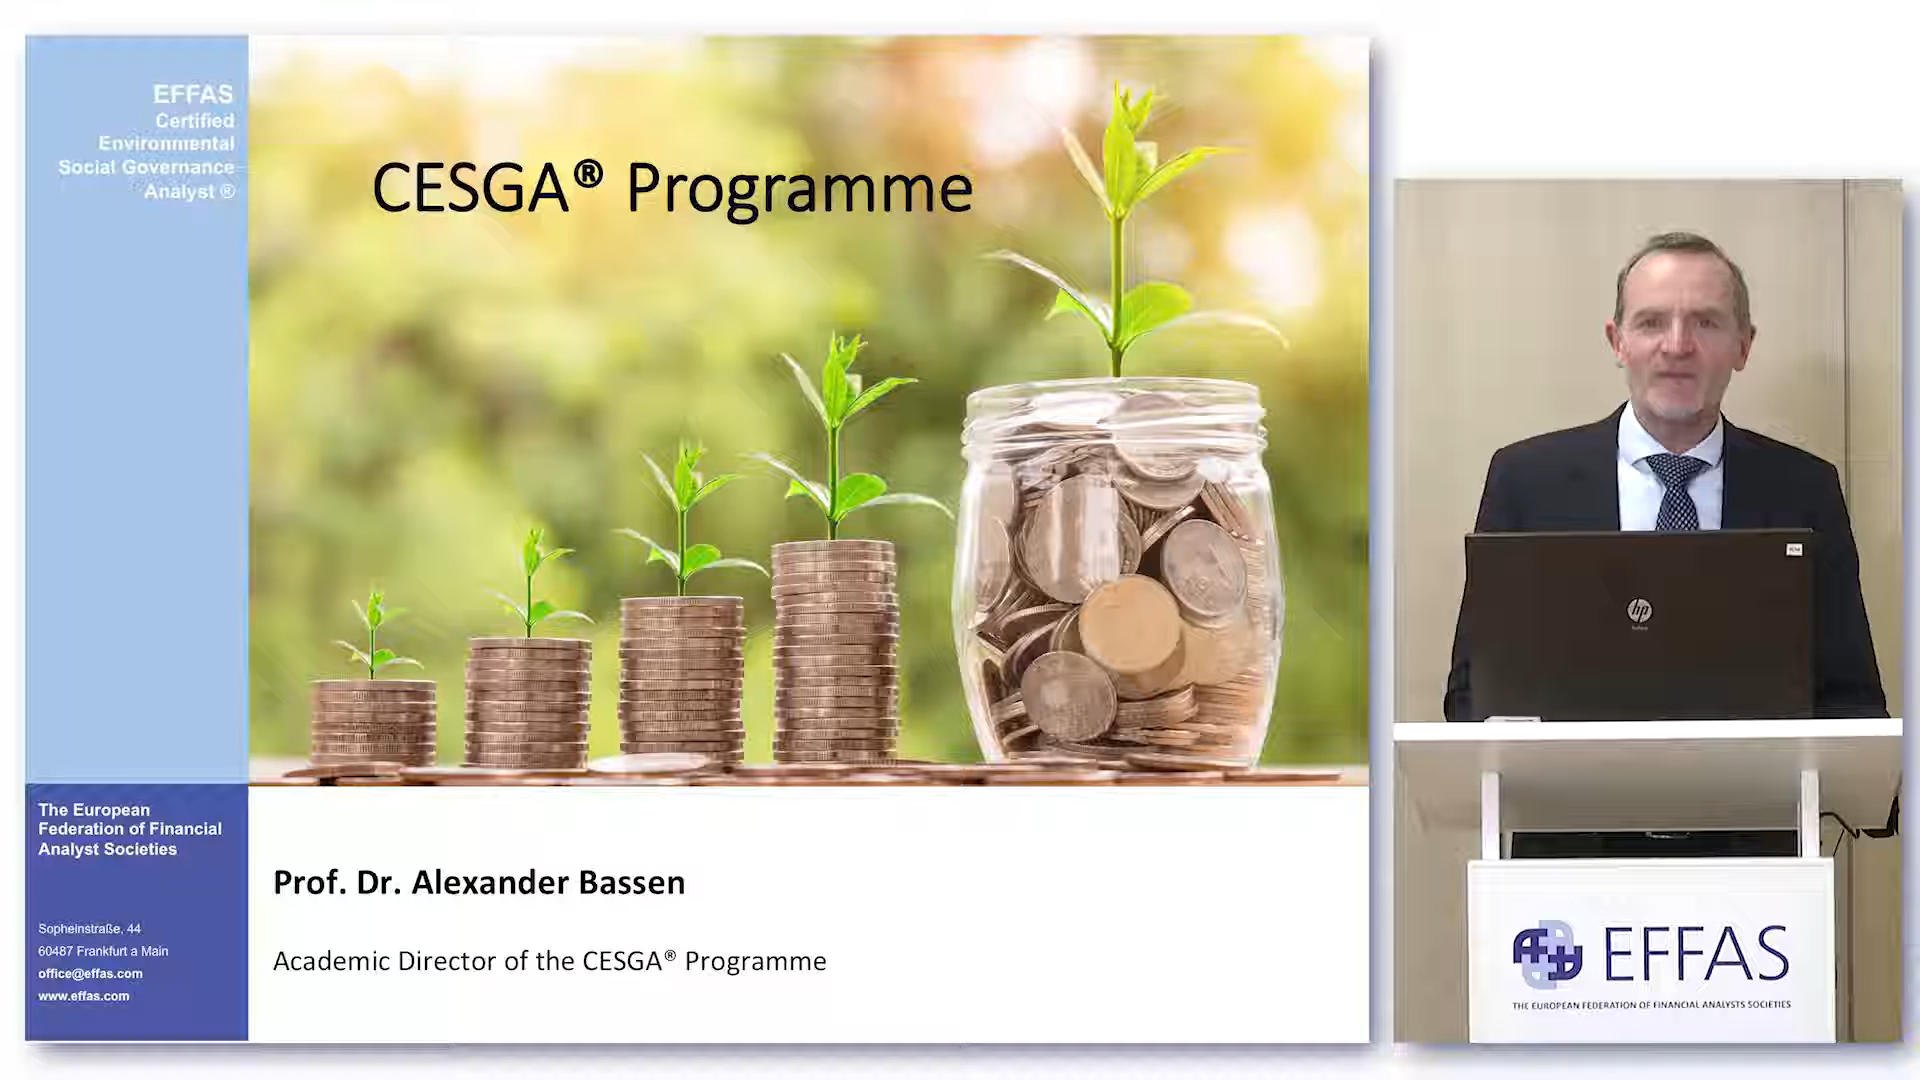 EFFAS
Certified
Environmental
Social Governance
Analyst ®
CESGA® Programme
The European
Federation of Financial
Analyst Societies
Sopheinstraße, 44
60487 Frankfurt a Main
office@effas.com
www.effas.com
Prof. Dr. Alexander Bassen
Academic Director of the CESGA® Programme
hp
EFFAS
THE EUROPEAN FEDERATION OF FINANCIAL ANALYSTS SOCIETIES